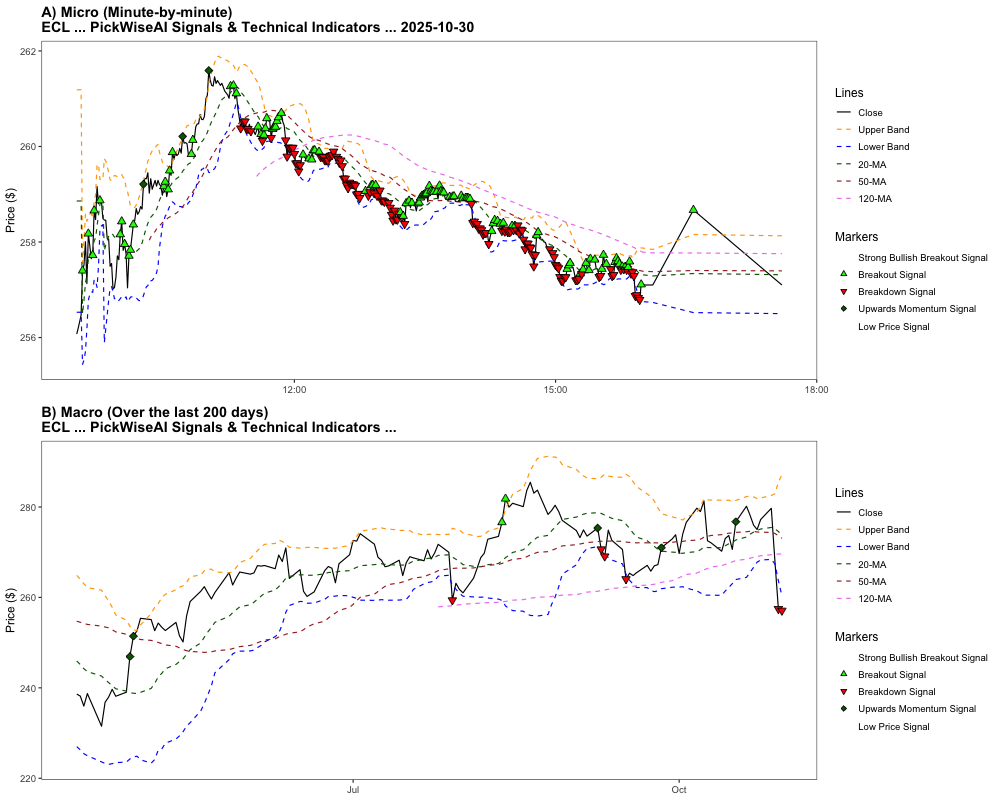 A) Micro (Minute-by-minute)
ECL ... PickWiseAI Signals & Technical Indicators ... 2025-10-30
Price ($)
262
260
258
256
12:00
15:00
18:00
Lines
Close
Upper Band
Lower Band
20-MA
50-MA
120-MA
Markers
Strong Bullish Breakout Signal
Breakout Signal
Breakdown Signal
Upwards Momentum Signal
Low Price Signal
B) Macro (Over the last 200 days)
ECL ... PickWiseAI Signals & Technical Indicators ...
Price ($)
280
260
240
220
Jul
Oct
Lines
Close
Upper Band
Lower Band
20-MA
50-MA
120-MA
Markers
Strong Bullish Breakout Signal
Breakout Signal
Breakdown Signal
Upwards Momentum Signal
Low Price Signal